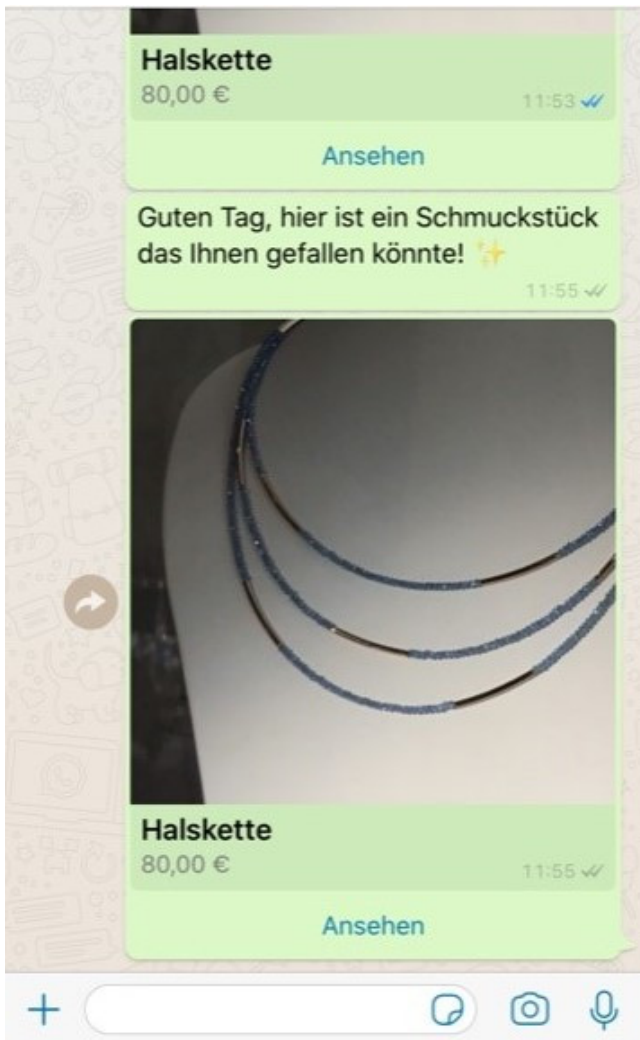 Halskette
80,00 €
11:53
Ansehen
Guten Tag, hier ist ein Schmuckstück
das Ihnen gefallen könnte! ✨
11:55
Halskette
80,00 €
11:55
Ansehen